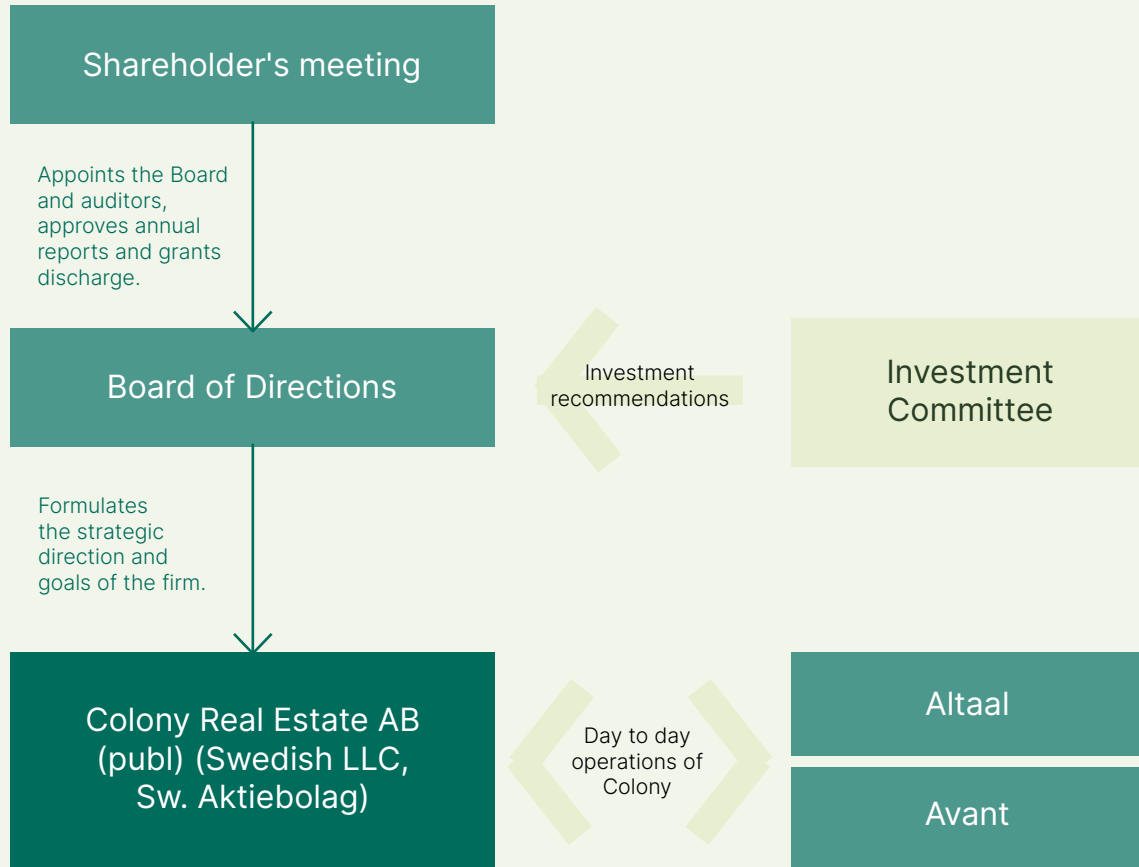 Shareholder's meeting
Appoints the Board
and auditors,
approves annual
reports and grants
discharge.
Board of Directions
Investment
recommendations
Investment
Committee
Formulates
the strategic
direction and
goals of the firm.
Colony Real Estate AB
(publ) (Swedish LLC,
Sw. Aktiebolag)
Day to day
operations of
Colony
Altaal
Avant